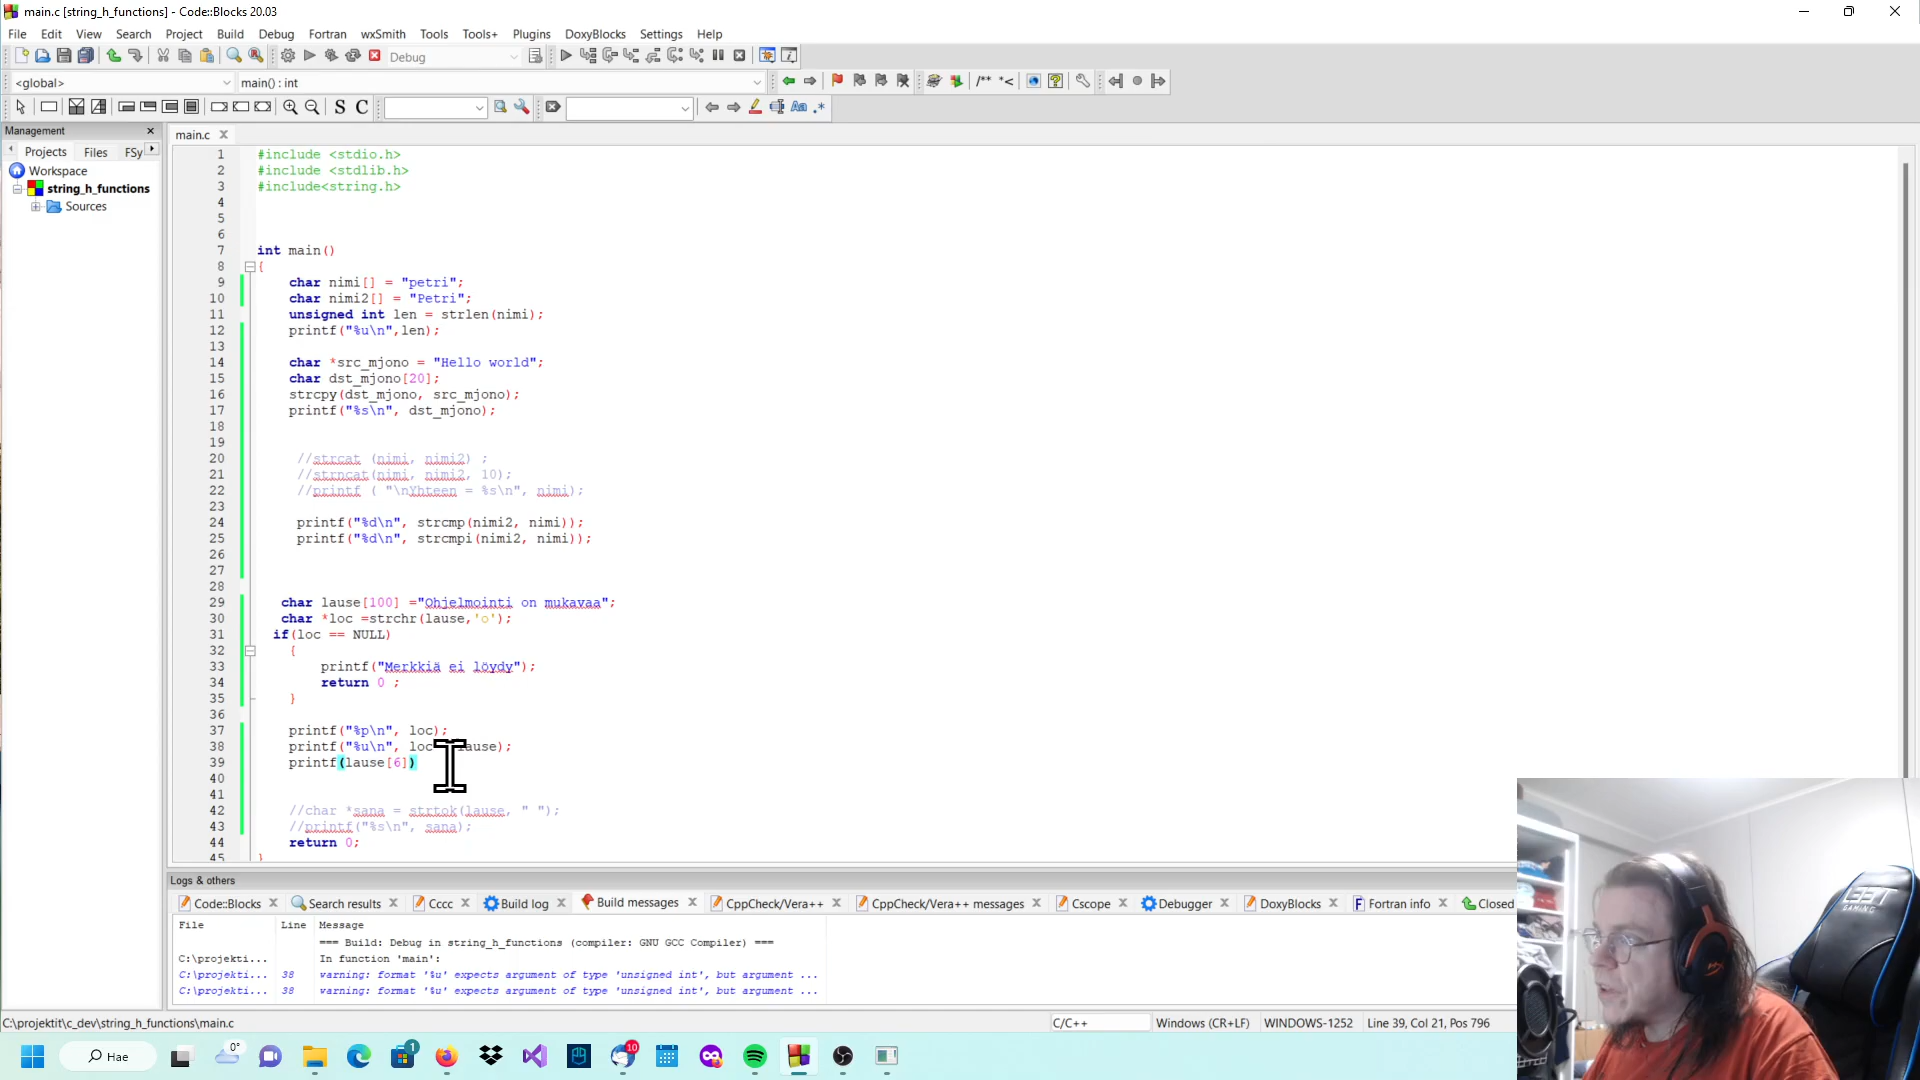 main.c [string_h_functions] - Code::Blocks 20.03
File Edit View Search Project Build Debug Fortran wxSmith Tools Tools+ Plugins DoxyBlocks Settings Help
Debug
<global> main() : int /** *<
S C Aa .*
Management
Projects Files FSy
Workspace
string_h_functions
Sources
main.c
1 #include <stdio.h>
2 #include <stdlib.h>
3 #include<string.h>
4
5
6
7 int main()
8 {
9 char nimi[] = "petri";
10 char nimi2[] = "Petri";
11 unsigned int len = strlen(nimi);
12 printf("%u\n",len);
13
14 char *src_mjono = "Hello world";
15 char dst_mjono[20];
16 strcpy(dst_mjono, src_mjono);
17 printf("%s\n", dst_mjono);
18
19
20 //strcat (nimi, nimi2) ;
21 //strncat(nimi, nimi2, 10);
22 //printf ( "\nYhteen = %s\n", nimi);
23
24 printf("%d\n", strcmp(nimi2, nimi));
25 printf("%d\n", strcmpi(nimi2, nimi));
26
27
28
29 char lause[100] ="Ohjelmointi on mukavaa";
30 char *loc =strchr(lause,'o');
31 if(loc == NULL)
32 {
33 printf("Merkkiä ei löydy");
34 return 0 ;
35 }
36
37 printf("%p\n", loc);
38 printf("%u\n", loc lause);
39 printf(lause[6])
40
41
42 //char *sana = strtok(lause, " ");
43 //printf("%s\n", sana);
44 return 0;
45 }
Logs & others
Code::Blocks Search results Cccc Build log Build messages CppCheck/Vera++ CppCheck/Vera++ messages Cscope Debugger DoxyBlocks Fortran info Closed
File Line Message
=== Build: Debug in string_h_functions (compiler: GNU GCC Compiler) ===
C:\projekti... In function 'main':
C:\projekti... 38 warning: format '%u' expects argument of type 'unsigned int', but argument ...
C:\projekti... 38 warning: format '%u' expects argument of type 'unsigned int', but argument ...
C:\projektit\c_dev\string_h_functions\main.c C/C++ Windows (CR+LF) WINDOWS-1252 Line 39, Col 21, Pos 796
Hae 0° 1 10